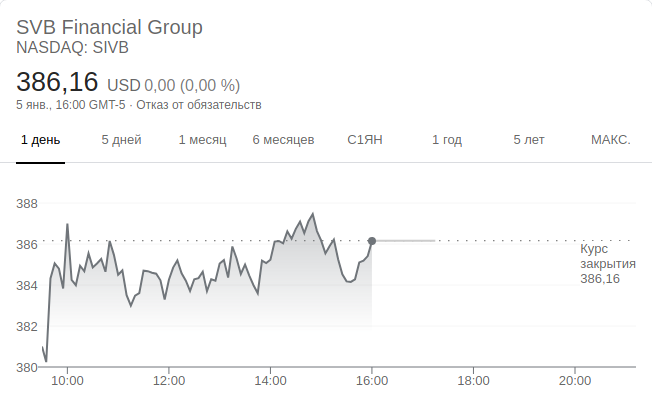 SVB Financial Group
NASDAQ: SIVB
386,16 USD 0,00 (0,00 %)
5 янв., 16:00 GMT-5 · Отказ от обязательств
1 день 5 дней 1 месяц 6 месяцев С1ЯН 1 год 5 лет МАКС.
388
386
Курс
закрытия
386,16
384
382
380
10:00 12:00 14:00 16:00 18:00 20:00